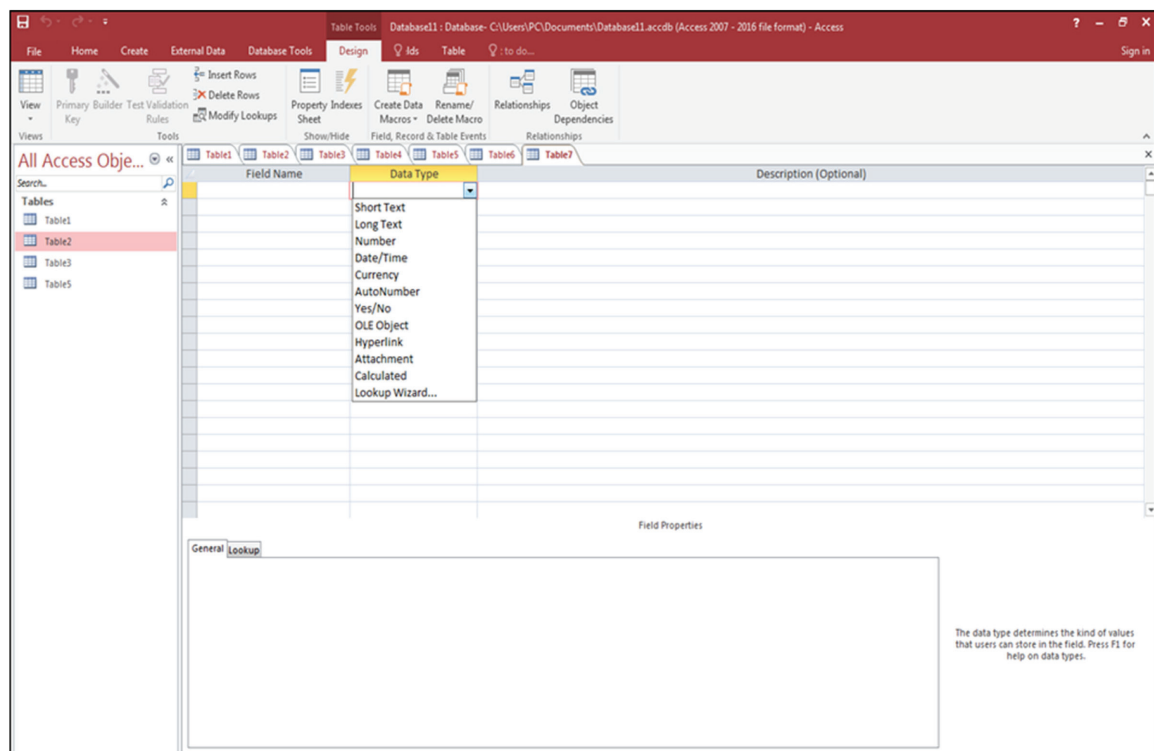 Table Tools Database11 : Database- C:\Users\PC\Documents\Database11.accdb (Access 2007 - 2016 file format) - Access
File Home Create External Data Database Tools Design Ids Table : to do... Sign in
View
Views
Primary Key
Builder
Test Validation Rules
Insert Rows
Delete Rows
Modify Lookups
Tools
Property Sheet
Indexes
Show/Hide
Create Data Macros
Rename/ Delete Macro
Field, Record & Table Events
Relationships
Object Dependencies
Relationships
All Access Obje...
Search..
Tables
Table1
Table2
Table3
Table5
Table1 Table2 Table3 Table4 Table5 Table6 Table7
Field Name Data Type Description (Optional)
Short Text
Long Text
Number
Date/Time
Currency
AutoNumber
Yes/No
OLE Object
Hyperlink
Attachment
Calculated
Lookup Wizard...
Field Properties
General Lookup
The data type determines the kind of values
that users can store in the field. Press F1 for
help on data types.